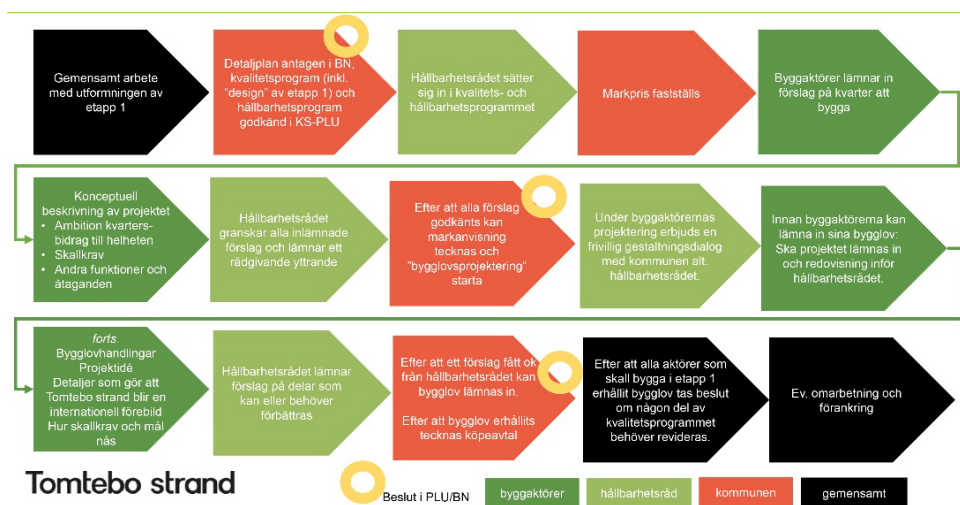 Gemensamt arbete
med utformningen av
etapp 1
Detaljplan antagen i BN,
kvalitetsprogram (inkl.
"design" av etapp 1) och
hållbarhetsprogram
godkänd i KS-PLU
Hållbarhetsrådet sätter
sig in i kvalitets- och
hållbarhetsprogrammet
Markpris fastställs
Byggaktörer lämnar in
förslag på kvarter att
bygga
Konceptuell
beskrivning av projektet
• Ambition kvarters-
bidrag till helheten
• Skallkrav
• Andra funktioner och
åtaganden
Hållbarhetsrådet
granskar alla inlämnade
förslag och lämnar ett
rådgivande yttrande
Efter att alla förslag
godkänts kan
markanvisning
tecknas och
"bygglovsprojektering"
starta
Under byggaktörernas
projektering erbjuds en
frivillig gestaltningsdialog
med kommunen alt.
hållbarhetsrådet.
Innan byggaktörerna kan
lämna in sina bygglov:
Ska projektet lämnas in
och redovisning inför
hållbarhetsrådet.
forts.
Bygglovhandlingar
Projektidé
Detaljer som gör att
Tomtebo strand blir en
internationell förebild
Hur skallkrav och mål
nås
Hållbarhetsrådet lämnar
förslag på delar som
kan eller behöver
förbättras
Efter att ett förslag fått ok
från hållbarhetsrådet kan
bygglov lämnas in.
Efter att bygglov erhållits
tecknas köpeavtal
Efter att alla aktörer som
skall bygga i etapp 1
erhållit bygglov tas beslut
om någon del av
kvalitetsprogrammet
behöver revideras.
Ev. omarbetning och
förankring
Tomtebo strand
Beslut i PLU/BN
byggaktörer
hållbarhetsråd
kommunen
gemensamt